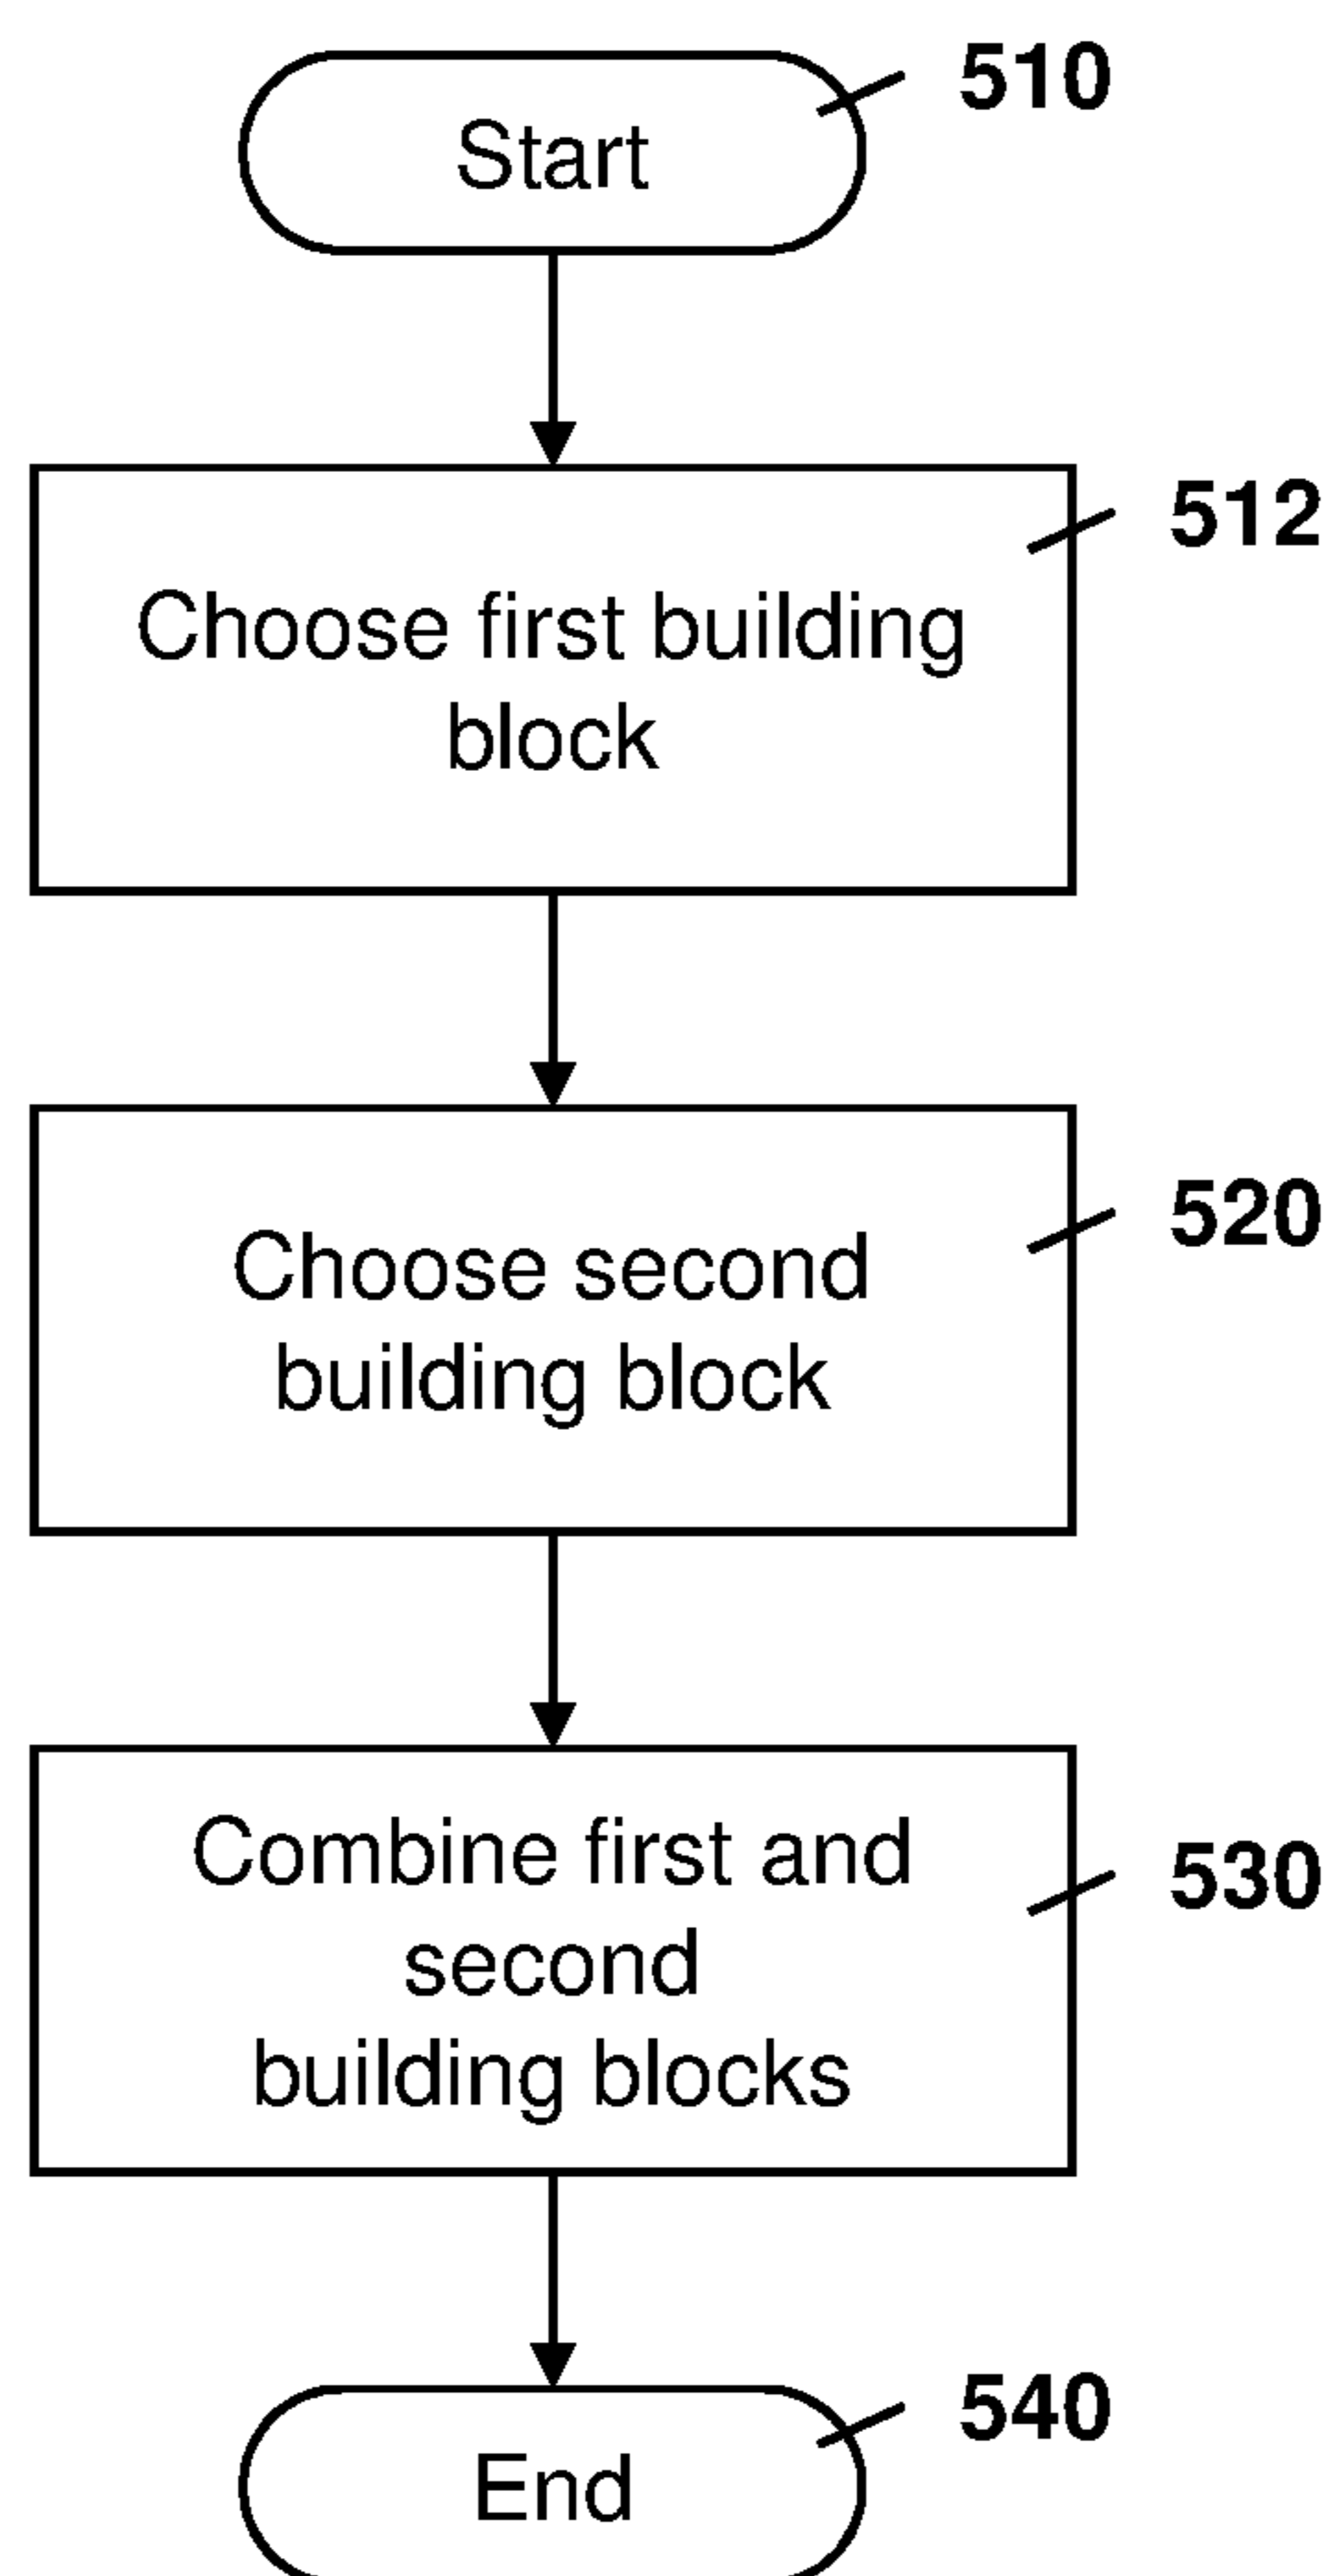 510
Start
512
Choose first building
block
520
Choose second
building block
530
Combine first and
second
building blocks
540
End